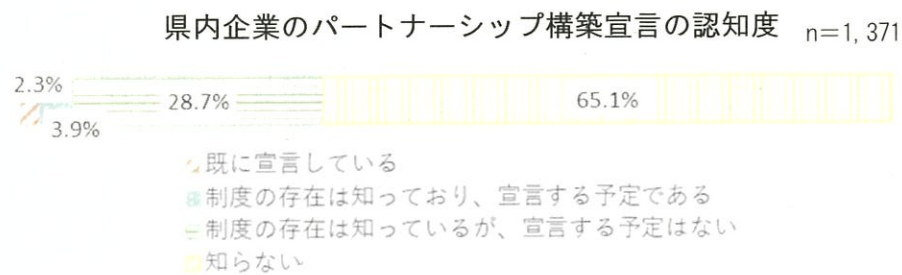 県内企業のパートナーシップ構築宣言の認知度 n=1,371
2.3%
28.7%
65.1%
3.9%
既に宣言している
制度の存在は知っており、宣言する予定である
制度の存在は知っているが、宣言する予定はない
知らない